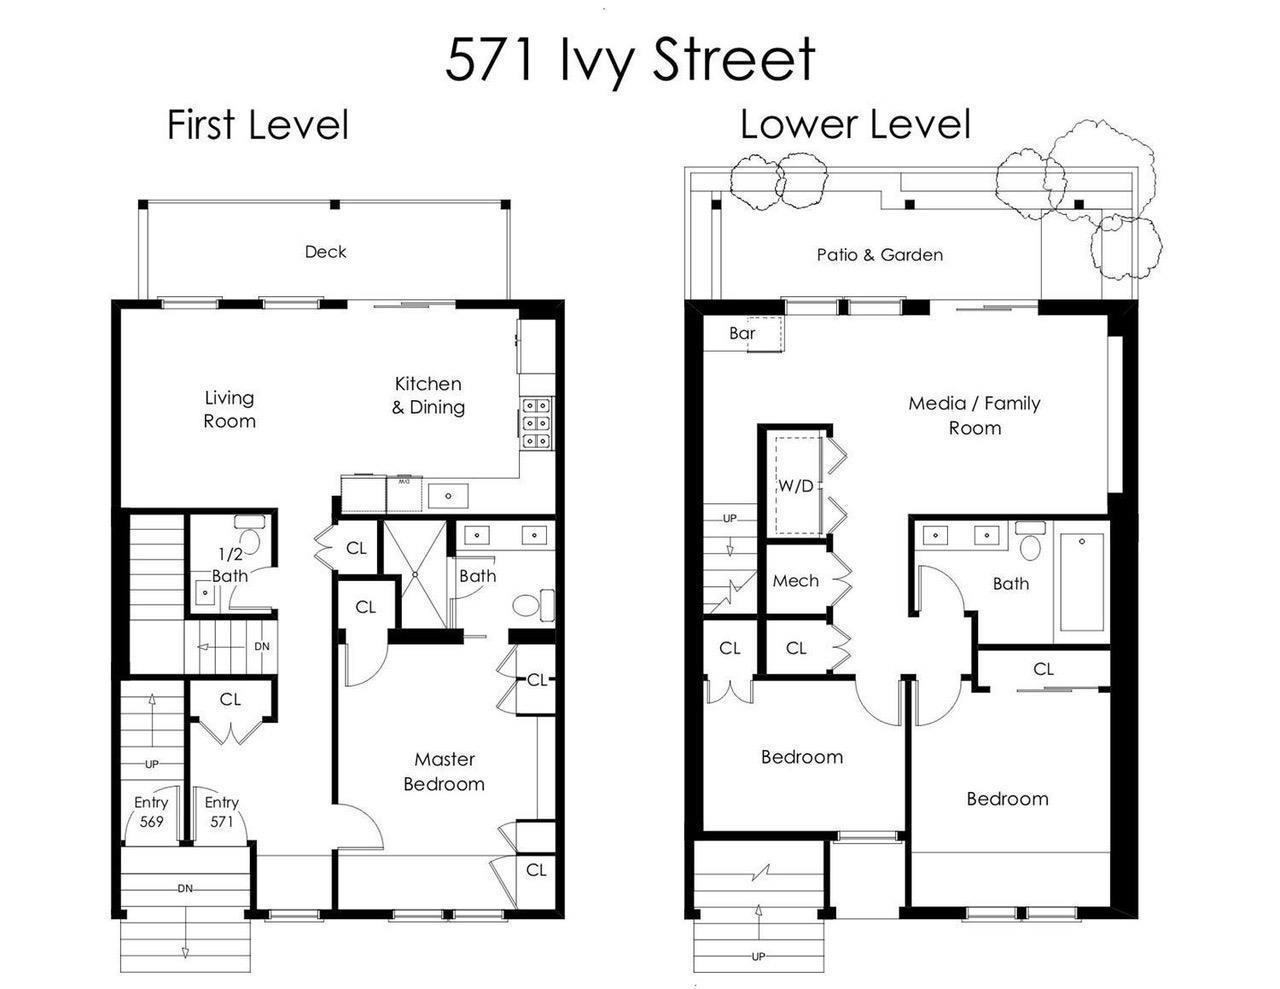 571 Ivy Street
First Level
Lower Level
Deck
Living
Room
Kitchen
& Dining
D/W
1/2
Bath
CL
Bath
CL
DN
CL
CL
UP
Master
Bedroom
Entry
569
Entry
571
CL
DN
Patio & Garden
Bar
Media / Family
Room
W/D
UP
Mech
Bath
CL
CL
CL
Bedroom
Bedroom
UP